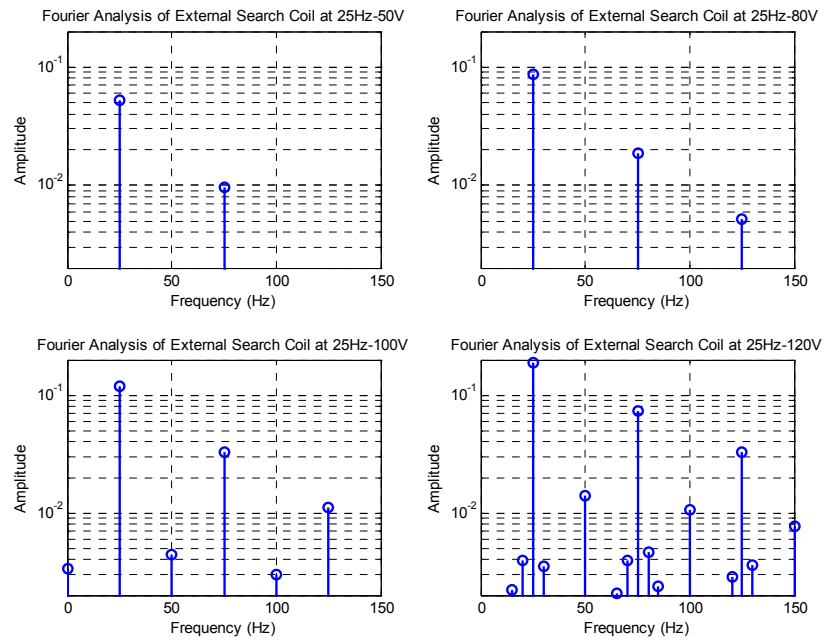 Fourier Analysis of External Search Coil at 25Hz-50V
10^-1
10^-2
Amplitude
0 50 100 150
Frequency (Hz)
Fourier Analysis of External Search Coil at 25Hz-80V
10^-1
10^-2
Amplitude
0 50 100 150
Frequency (Hz)
Fourier Analysis of External Search Coil at 25Hz-100V
10^-1
10^-2
Amplitude
0 50 100 150
Frequency (Hz)
Fourier Analysis of External Search Coil at 25Hz-120V
10^-1
10^-2
Amplitude
0 50 100 150
Frequency (Hz)